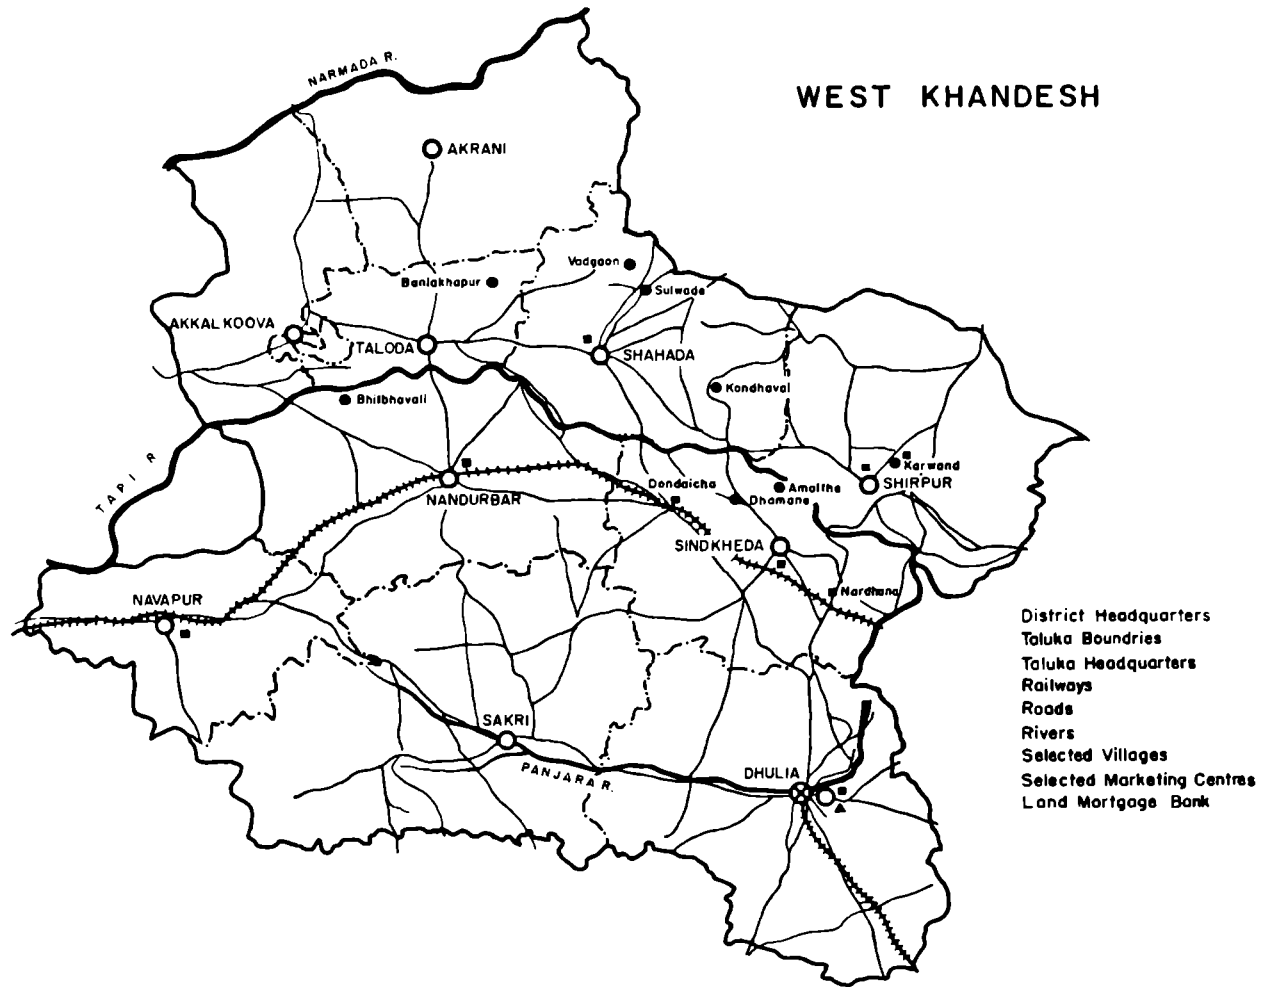 NARMADA R.
WEST KHANDESH
AKRANI
Vadgaon
Banlakhapur
Sulwade
AKKALKOOVA
TALODA
SHAHADA
Kondhaval
Bhilbhavali
TAPI R
Karwand
SHIRPUR
NANDURBAR
Dondaicha
Amalthe
Dhamane
SINDKHEDA
Nardhana
NAVAPUR
District Headquarters
Taluka Boundries
Taluka Headquarters
Railways
Roads
Rivers
Selected Villages
Selected Marketing Centres
Land Mortgage Bank
SAKRI
PANJARA R.
DHULIA